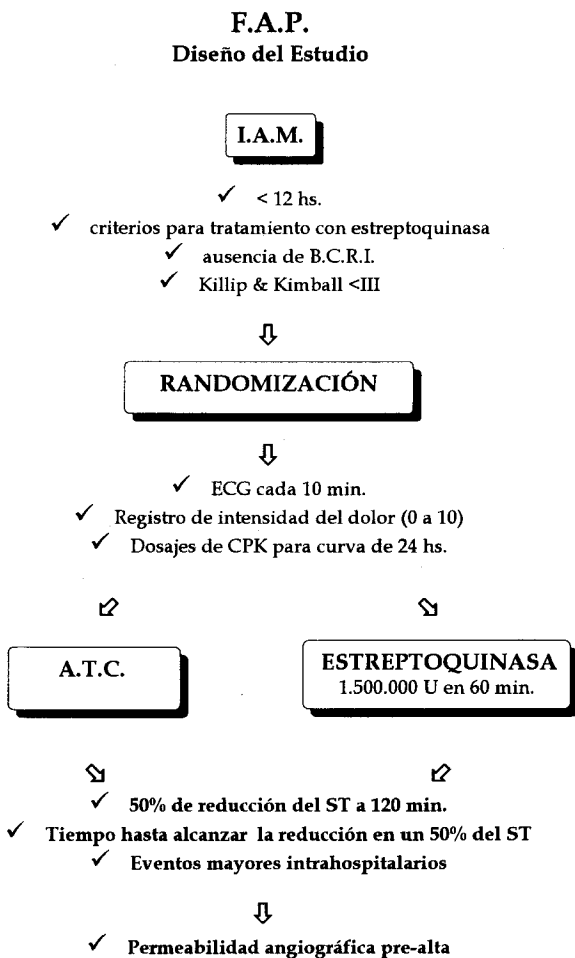 F.A.P.
Diseño del Estudio
I.A.M.
✓ < 12 hs.
✓ criterios para tratamiento con estreptoquinasa
✓ ausencia de B.C.R.I.
✓ Killip & Kimball <III
⇩
RANDOMIZACIÓN
⇩
✓ ECG cada 10 min.
✓ Registro de intensidad del dolor (0 a 10)
✓ Dosajes de CPK para curva de 24 hs.
A.T.C.
ESTREPTOQUINASA
1.500.000 U en 60 min.
✓ 50% de reducción del ST a 120 min.
✓ Tiempo hasta alcanzar la reducción en un 50% del ST
✓ Eventos mayores intrahospitalarios
⇩
✓ Permeabilidad angiográfica pre-alta